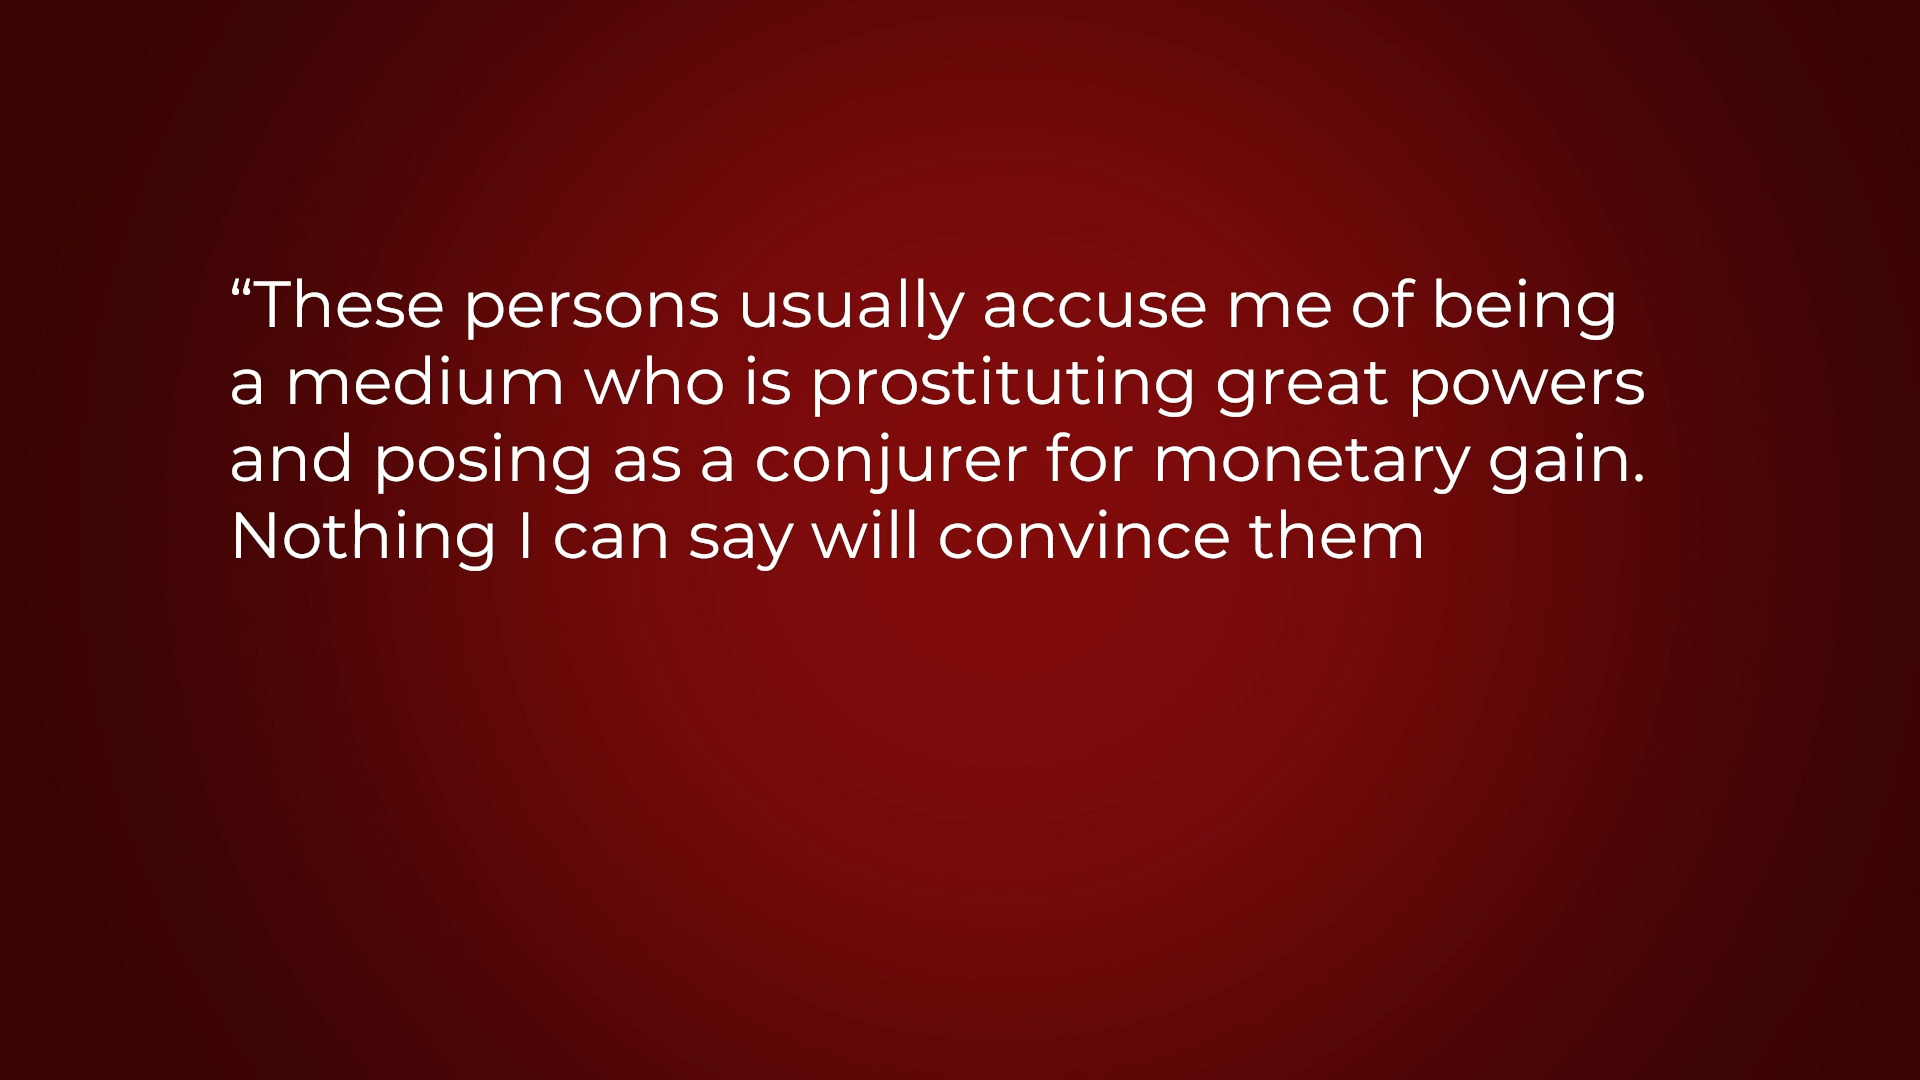 “These persons usually accuse me of being
a medium who is prostituting great powers
and posing as a conjurer for monetary gain.
Nothing I can say will convince them